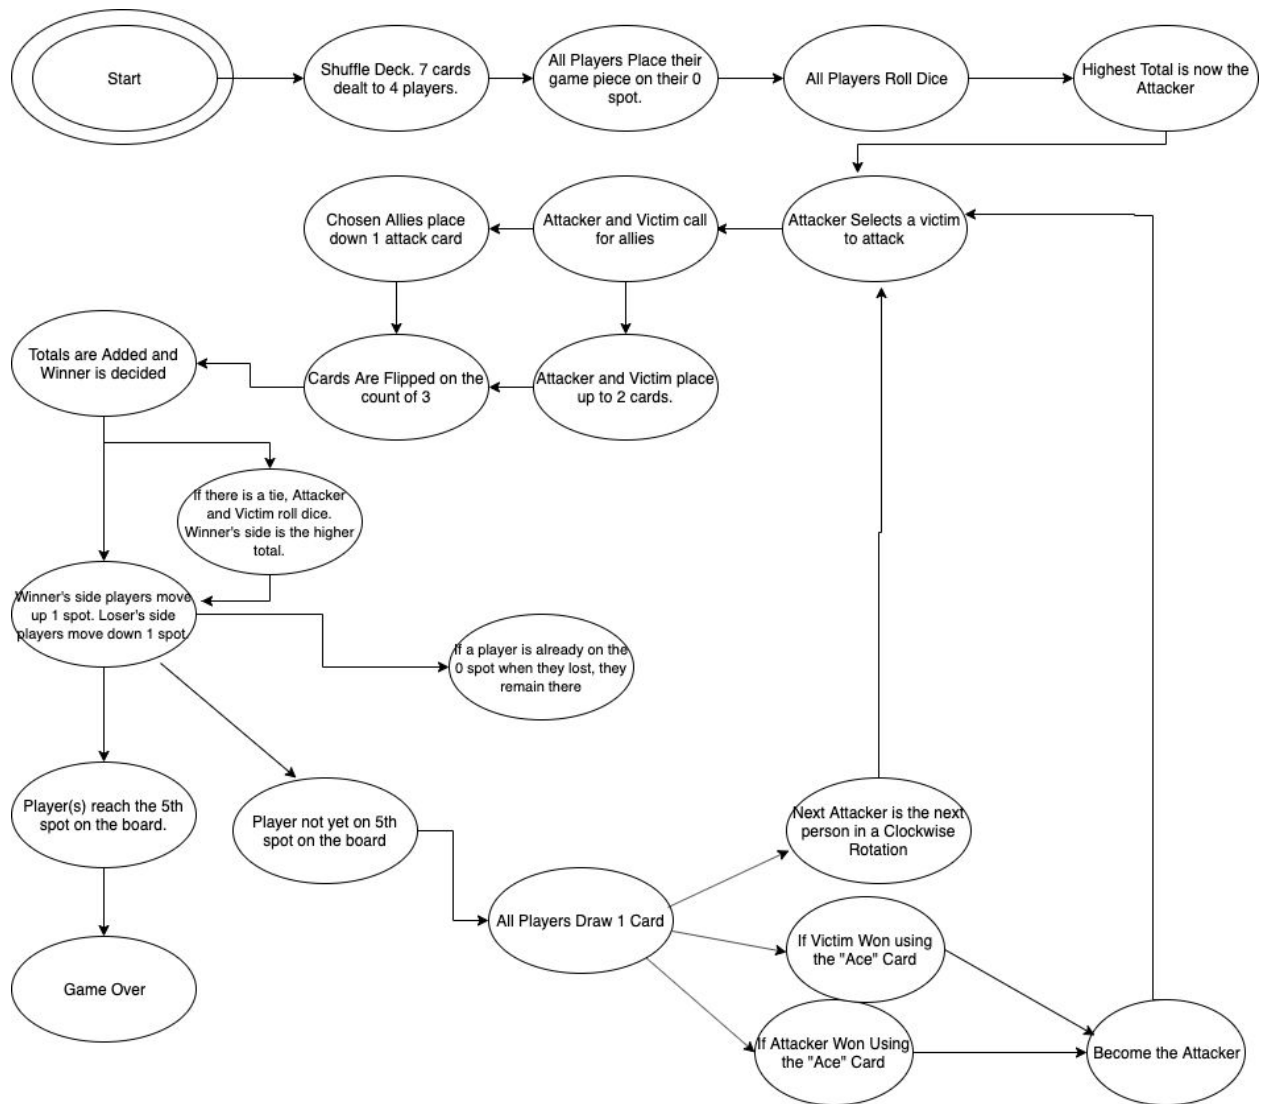 Start
Shuffle Deck. 7 cards
dealt to 4 players.
All Players Place their
game piece on their 0
spot.
All Players Roll Dice
Highest Total is now the
Attacker
Chosen Allies place
down 1 attack card
Attacker and Victim call
for allies
Attacker Selects a victim
to attack
Totals are Added and
Winner is decided
Cards Are Flipped on the
count of 3
Attacker and Victim place
up to 2 cards.
If there is a tie, Attacker
and Victim roll dice.
Winner's side is the higher
total.
Winner's side players move
up 1 spot. Loser's side
players move down 1 spot.
If a player is already on the
0 spot when they lost, they
remain there
Player(s) reach the 5th
spot on the board.
Player not yet on 5th
spot on the board
Next Attacker is the next
person in a Clockwise
Rotation
All Players Draw 1 Card
If Victim Won using
the "Ace" Card
Game Over
If Attacker Won Using
the "Ace" Card
Become the Attacker